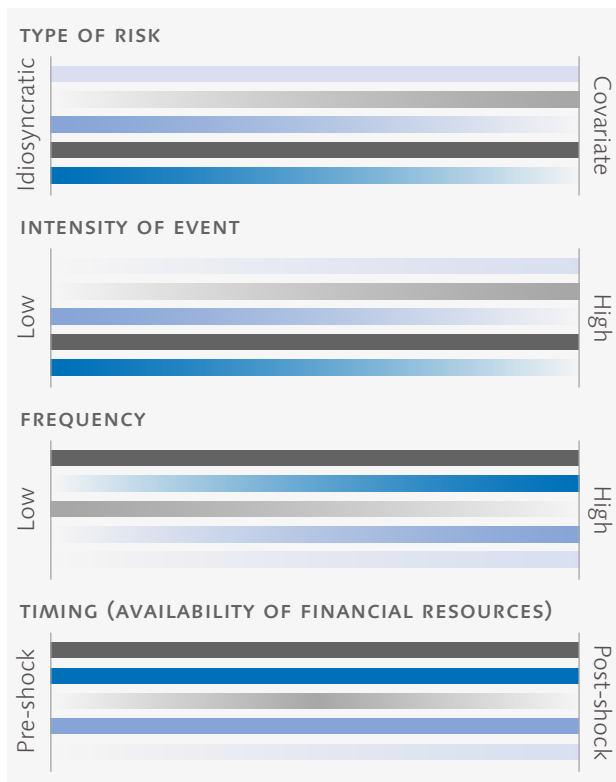 TYPE OF RISK
Idiosyncratic
Covariate
INTENSITY OF EVENT
Low
High
FREQUENCY
Low
High
TIMING (AVAILABILITY OF FINANCIAL RESOURCES)
Pre-shock
Post-shock